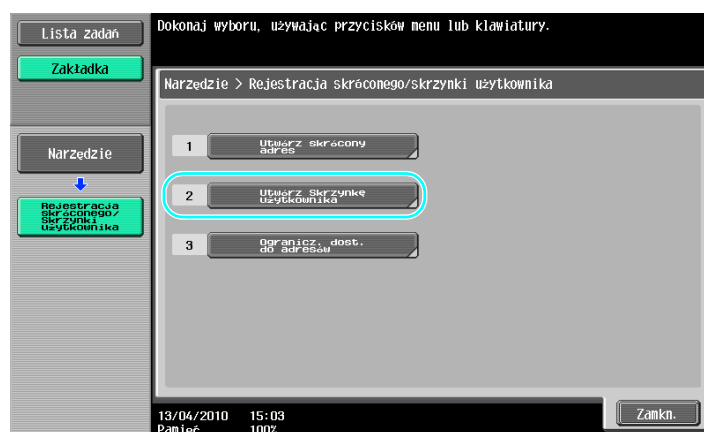 Lista zadań
Zakładka
Narzędzie
Rejestracja
skróconego/
Skrzynki
użytkownika
Dokonaj wyboru, używając przycisków menu lub klawiatury.
Narzędzie > Rejestracja skróconego/skrzynki użytkownika
1 Utwórz skrócony
adres
2 Utwórz Skrzynkę
użytkownika
3 Ogranicz. dost.
do adresów
13/04/2010 15:03
Pamięć 100%
Zamkn.